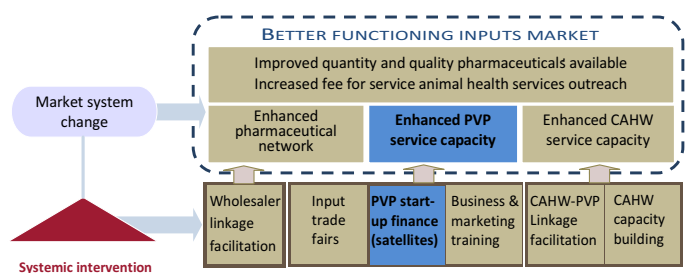 BETTER FUNCTIONING INPUTS MARKET
Improved quantity and quality pharmaceuticals available
Increased fee for service animal health services outreach
Market system
change
Enhanced
pharmaceutical
network
Enhanced PVP
service capacity
Enhanced CAHW
service capacity
Wholesaler
linkage
facilitation
Input
trade
fairs
PVP start-
up finance
(satellites)
Business &
marketing
training
CAHW-PVP
Linkage
facilitation
CAHW
capacity
building
Systemic intervention